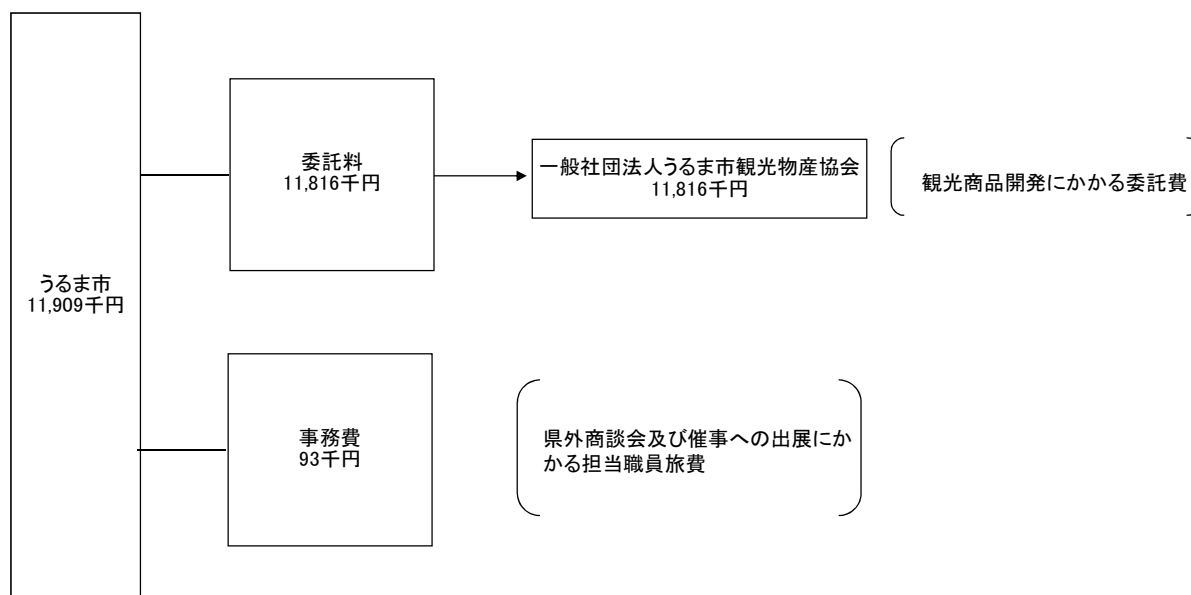 委託料
11,816千円
一般社団法人うるま市観光物産協会
11,816千円
観光商品開発にかかる委託費
うるま市
11,909千円
事務費
93千円
県外商談会及び催事への出展にか
かる担当職員旅費